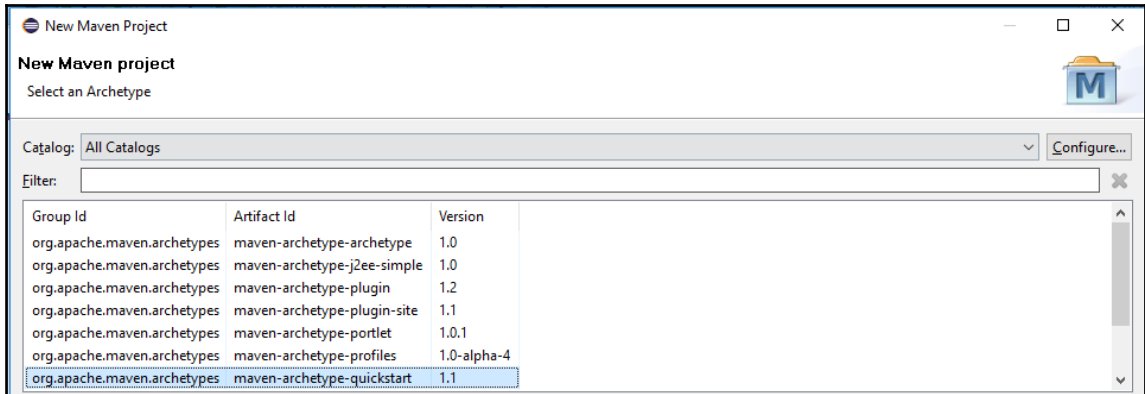 New Maven Project
New Maven project
Select an Archetype
M
Catalog: All Catalogs Configure...
Filter:
Group Id Artifact Id Version
org.apache.maven.archetypes maven-archetype-archetype 1.0
org.apache.maven.archetypes maven-archetype-j2ee-simple 1.0
org.apache.maven.archetypes maven-archetype-plugin 1.2
org.apache.maven.archetypes maven-archetype-plugin-site 1.1
org.apache.maven.archetypes maven-archetype-portlet 1.0.1
org.apache.maven.archetypes maven-archetype-profiles 1.0-alpha-4
org.apache.maven.archetypes maven-archetype-quickstart 1.1